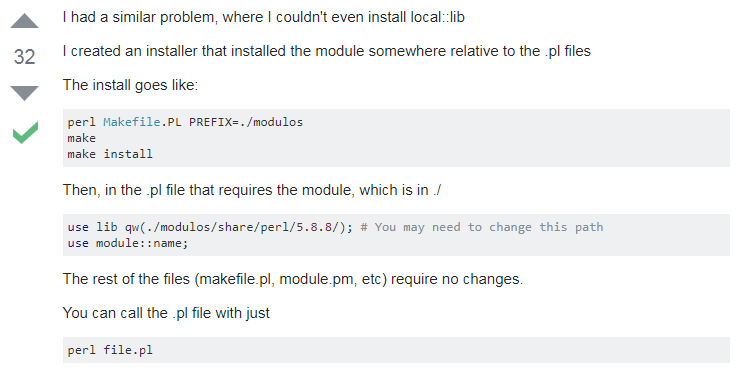 I had a similar problem, where I couldn't even install local::lib
I created an installer that installed the module somewhere relative to the .pl files
32
The install goes like:
perl Makefile.PL PREFIX=./modulos
make
make install
Then, in the .pl file that requires the module, which is in ./
use lib qw(./modulos/share/perl/5.8.8/); # You may need to change this path
use module::name;
The rest of the files (makefile.pl, module.pm, etc) require no changes.
You can call the .pl file with just
perl file.pl